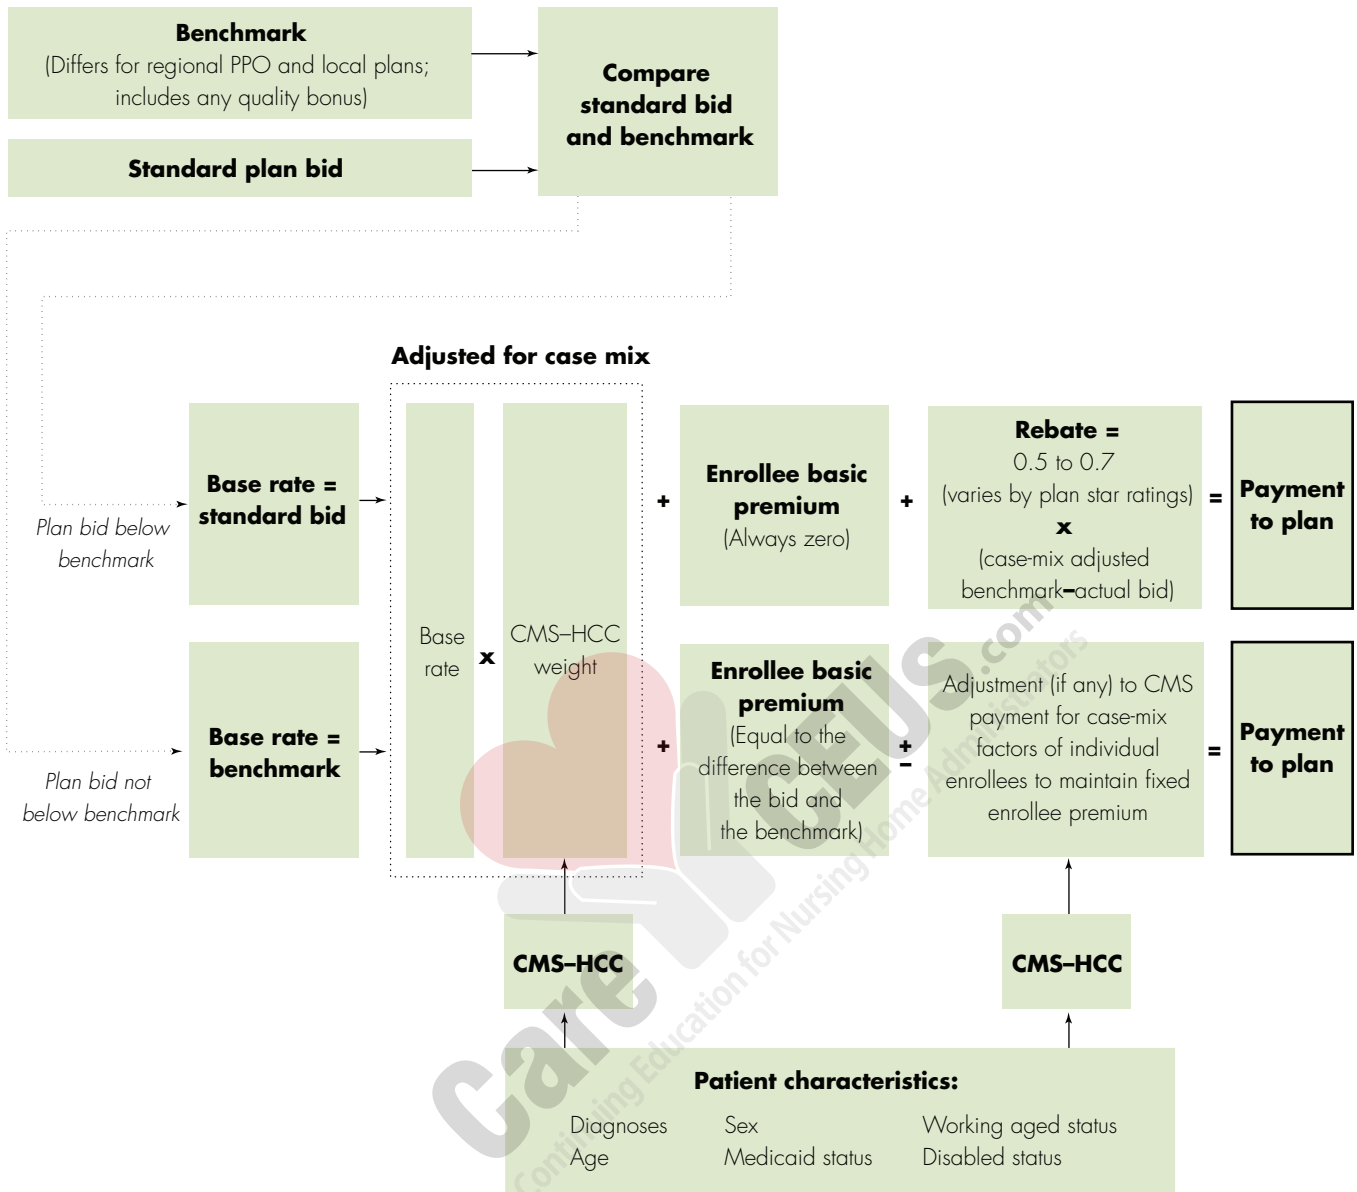 Benchmark
(Differs for regional PPO and local plans;
includes any quality bonus)
Standard plan bid
Compare
standard bid
and benchmark
Adjusted for case mix
Plan bid below
benchmark
Base rate =
standard bid
Plan bid not
below benchmark
Base rate =
benchmark
Base
rate
x
CMS–HCC
weight
+
Enrollee basic
premium
(Always zero)
+
Rebate =
0.5 to 0.7
(varies by plan star ratings)
x
(case-mix adjusted
benchmark–actual bid)
=
Payment
to plan
+
Enrollee basic
premium
(Equal to the
difference between
the bid and
the benchmark)
+
–
Adjustment (if any) to CMS
payment for case-mix
factors of individual
enrollees to maintain fixed
enrollee premium
=
Payment
to plan
CMS–HCC
CMS–HCC
Patient characteristics:
Diagnoses Sex Working aged status
Age Medicaid status Disabled status
Care CEUS.com
Continuing Education for Nursing Home Administrators